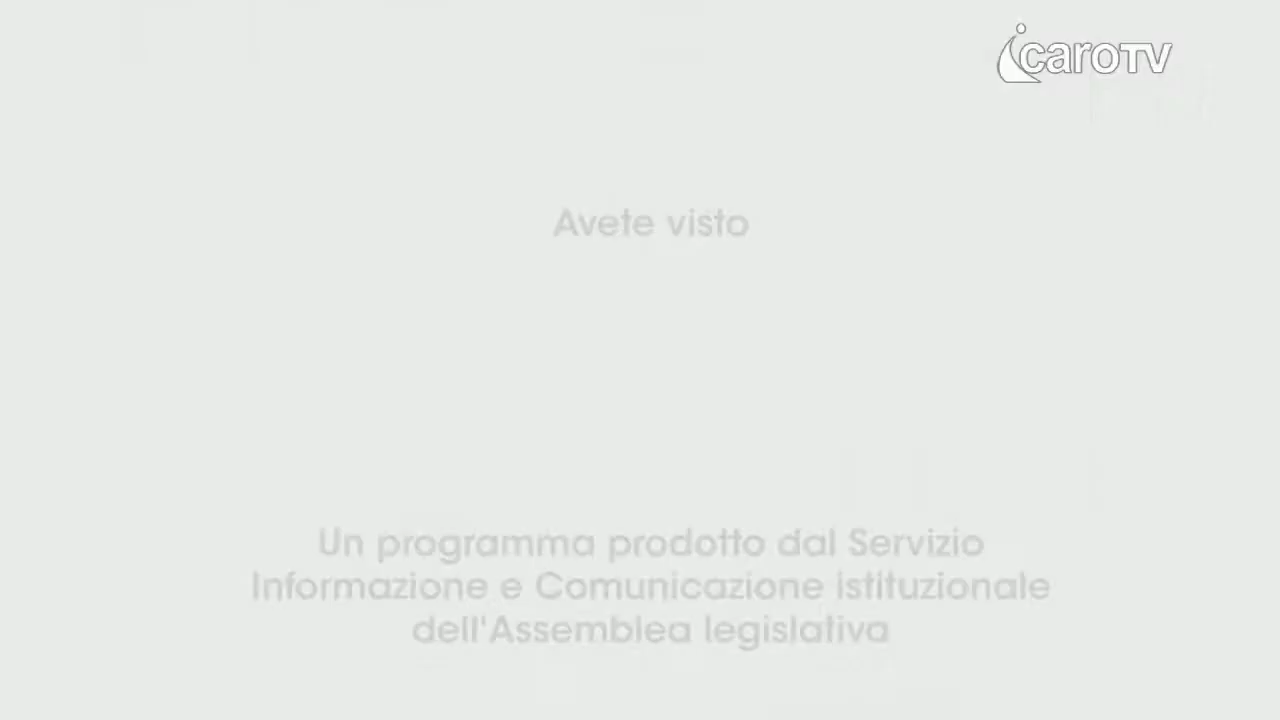 icaroTV
Avete visto
Un programma prodotto dal Servizio
Informazione e Comunicazione istituzionale
dell'Assemblea legislativa